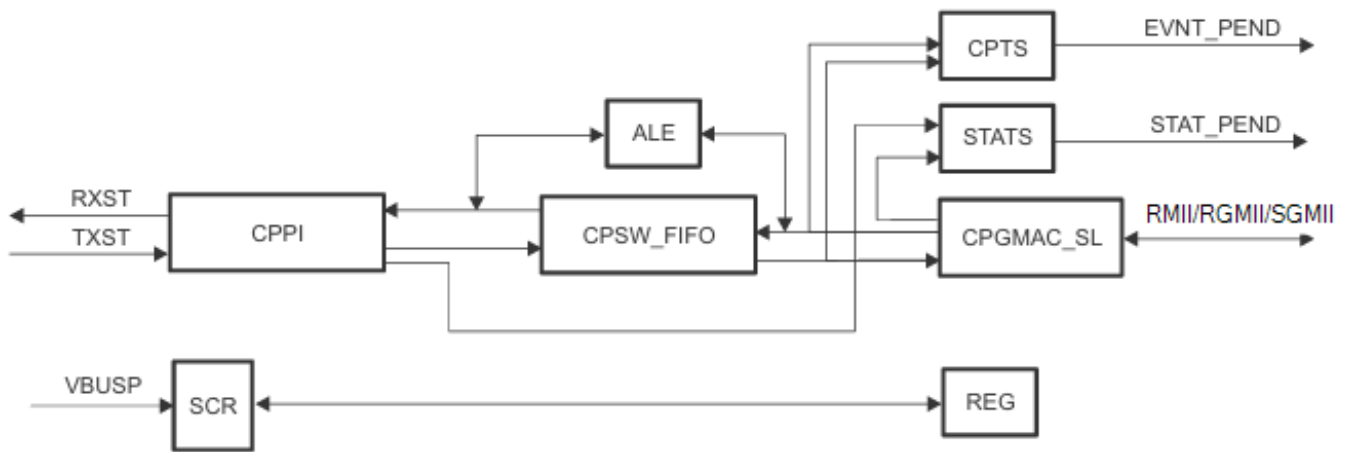 EVNT_PEND
CPTS
ALE
STATS
STAT_PEND
RXST
TXST
CPPI
CPSW_FIFO
CPGMAC_SL
RMII/RGMII/SGMII
VBUSP
SCR
REG